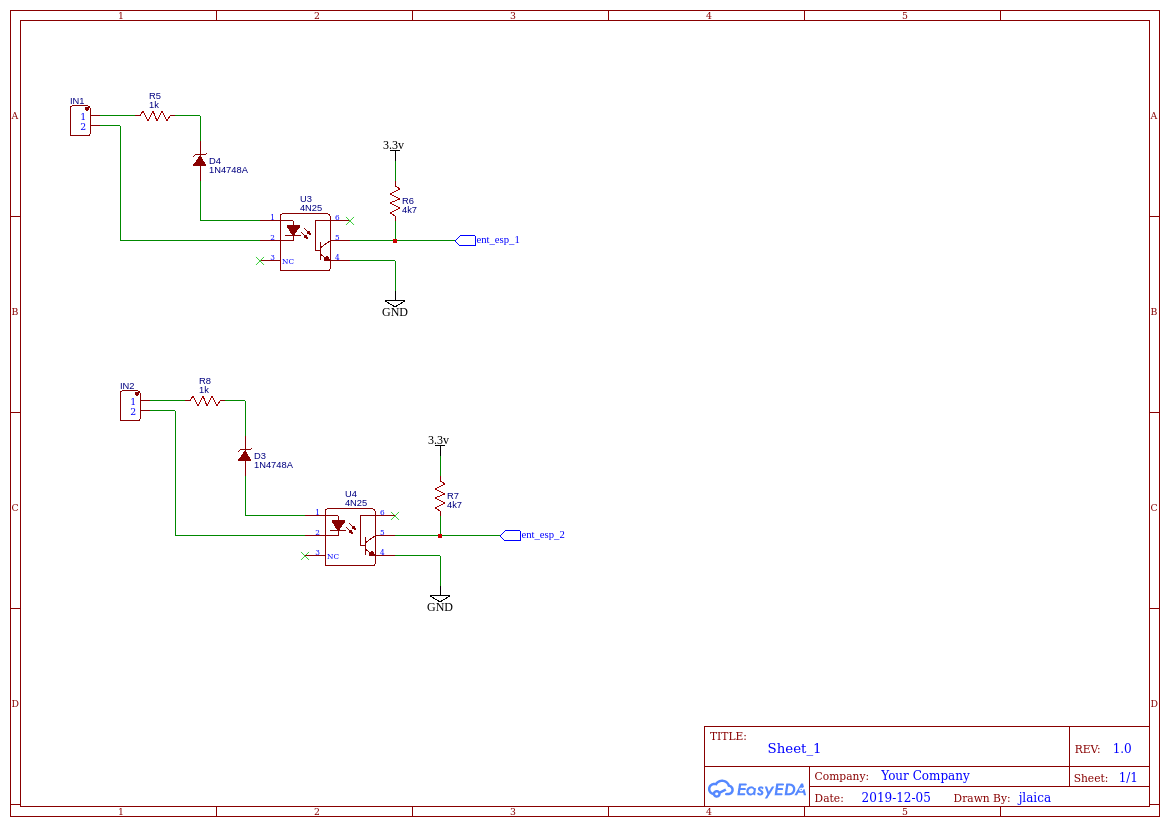 1 2 3 4 5
A A
IN1
1
2
R5
1k
D4
1N4748A
3.3v
R6
4k7
U3
4N25
1 6
2 5
3 NC 4
ent_esp_1
GND
B B
IN2
1
2
R8
1k
D3
1N4748A
3.3v
R7
4k7
U4
4N25
1 6
2 5
3 NC 4
ent_esp_2
GND
C C
D D
TITLE:
Sheet_1
REV: 1.0
EasyEDA
Company: Your Company
Sheet: 1/1
Date: 2019-12-05 Drawn By: jlaica
1 2 3 4 5